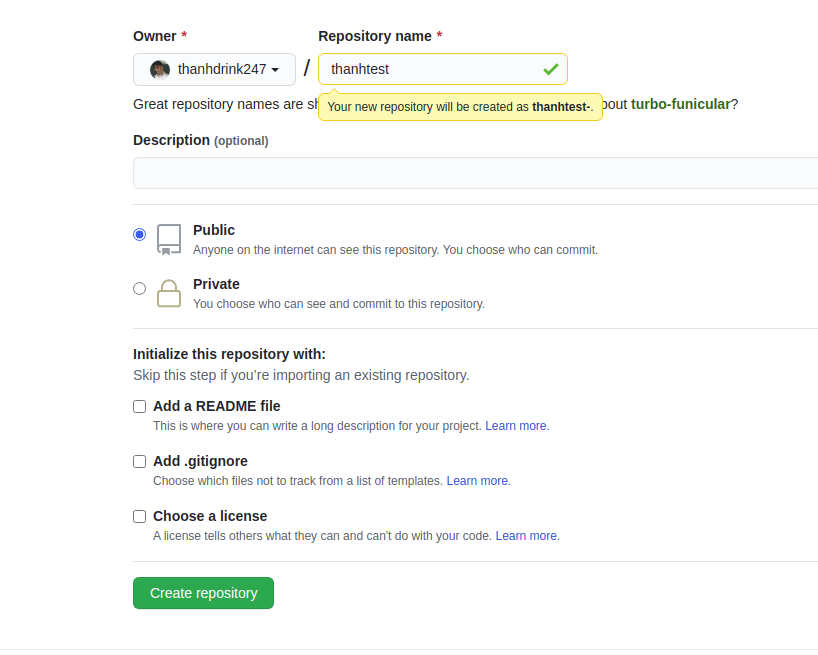 Owner * Repository name *
thanhdrink247 / thanhtest
Great repository names are sh bout turbo-funicular?
Your new repository will be created as thanhtest-.
Description (optional)
Public
Anyone on the internet can see this repository. You choose who can commit.
Private
You choose who can see and commit to this repository.
Initialize this repository with:
Skip this step if you’re importing an existing repository.
Add a README file
This is where you can write a long description for your project. Learn more.
Add .gitignore
Choose which files not to track from a list of templates. Learn more.
Choose a license
A license tells others what they can and can't do with your code. Learn more.
Create repository